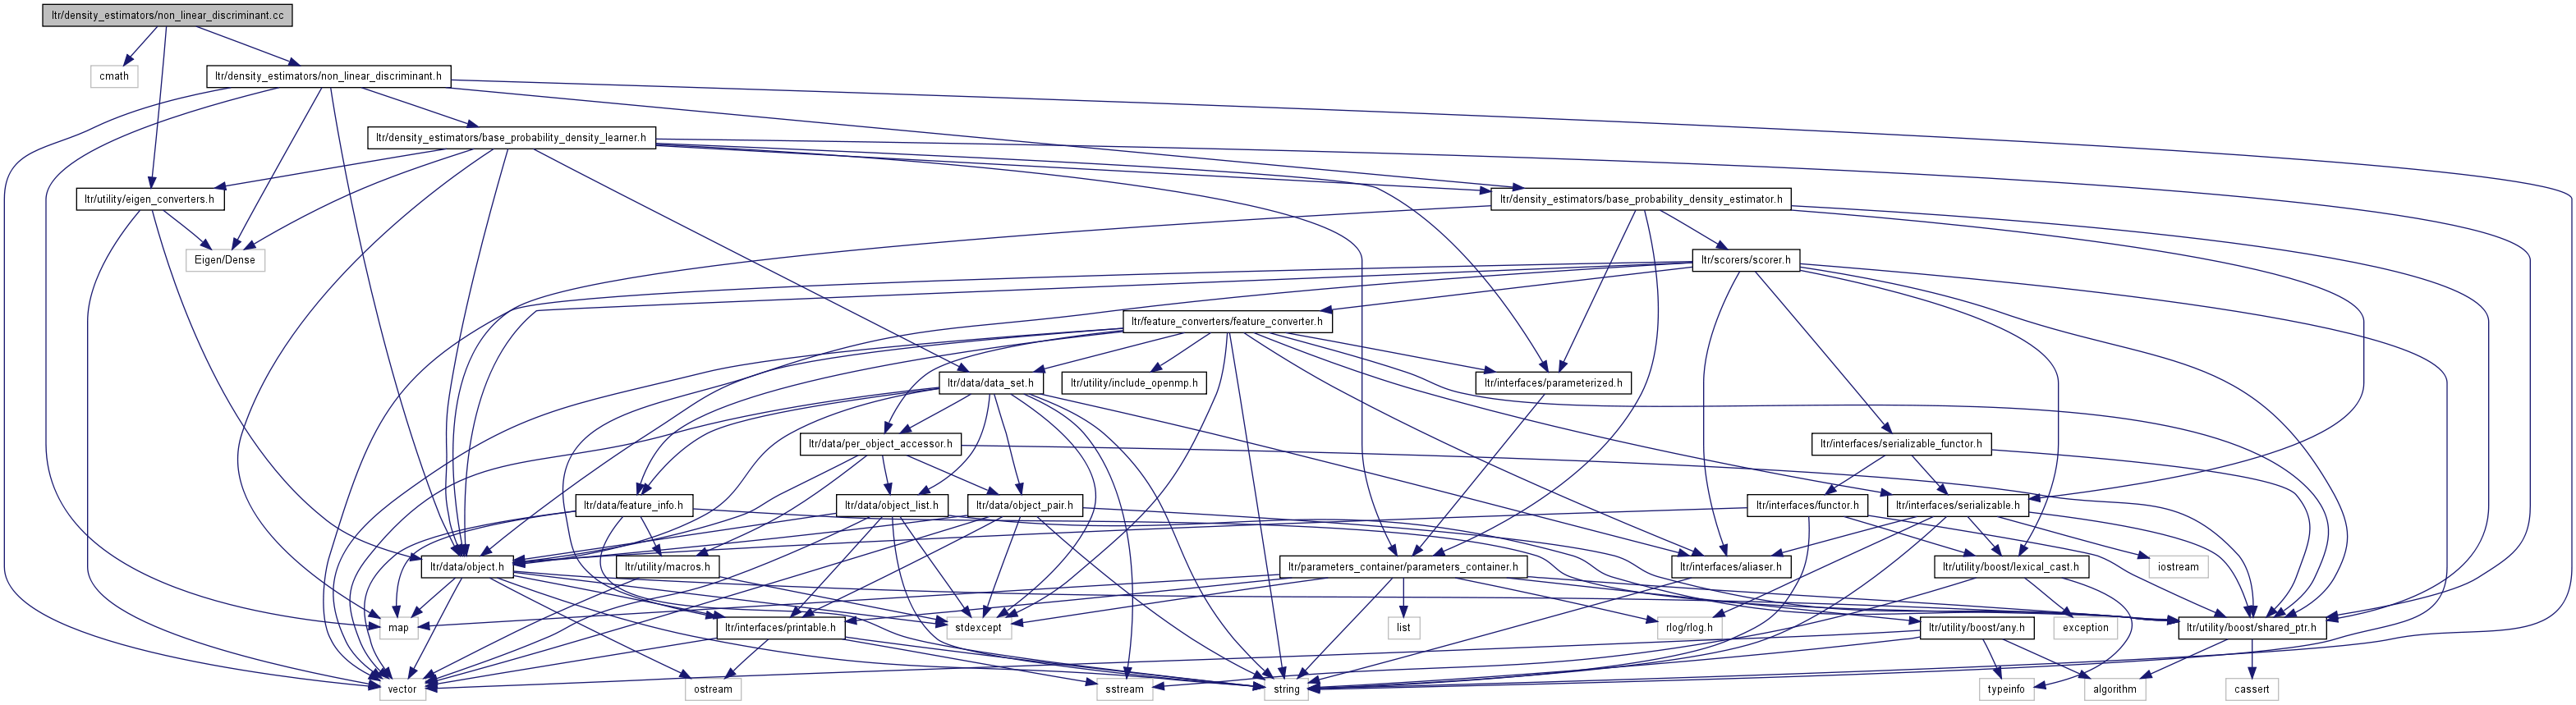 ltr/density_estimators/non_linear_discriminant.cc
cmath
ltr/density_estimators/non_linear_discriminant.h
ltr/density_estimators/base_probability_density_learner.h
ltr/utility/eigen_converters.h
ltr/density_estimators/base_probability_density_estimator.h
Eigen/Dense
ltr/scorers/scorer.h
ltr/feature_converters/feature_converter.h
ltr/data/data_set.h
ltr/utility/include_openmp.h
ltr/interfaces/parameterized.h
ltr/data/per_object_accessor.h
ltr/interfaces/serializable_functor.h
ltr/data/feature_info.h
ltr/data/object_list.h
ltr/data/object_pair.h
ltr/interfaces/functor.h
ltr/interfaces/serializable.h
ltr/data/object.h
ltr/utility/macros.h
ltr/parameters_container/parameters_container.h
ltr/interfaces/aliaser.h
ltr/utility/boost/lexical_cast.h
iostream
map
ltr/interfaces/printable.h
stdexcept
list
rlog/rlog.h
ltr/utility/boost/any.h
exception
ltr/utility/boost/shared_ptr.h
vector
ostream
sstream
string
typeinfo
algorithm
cassert